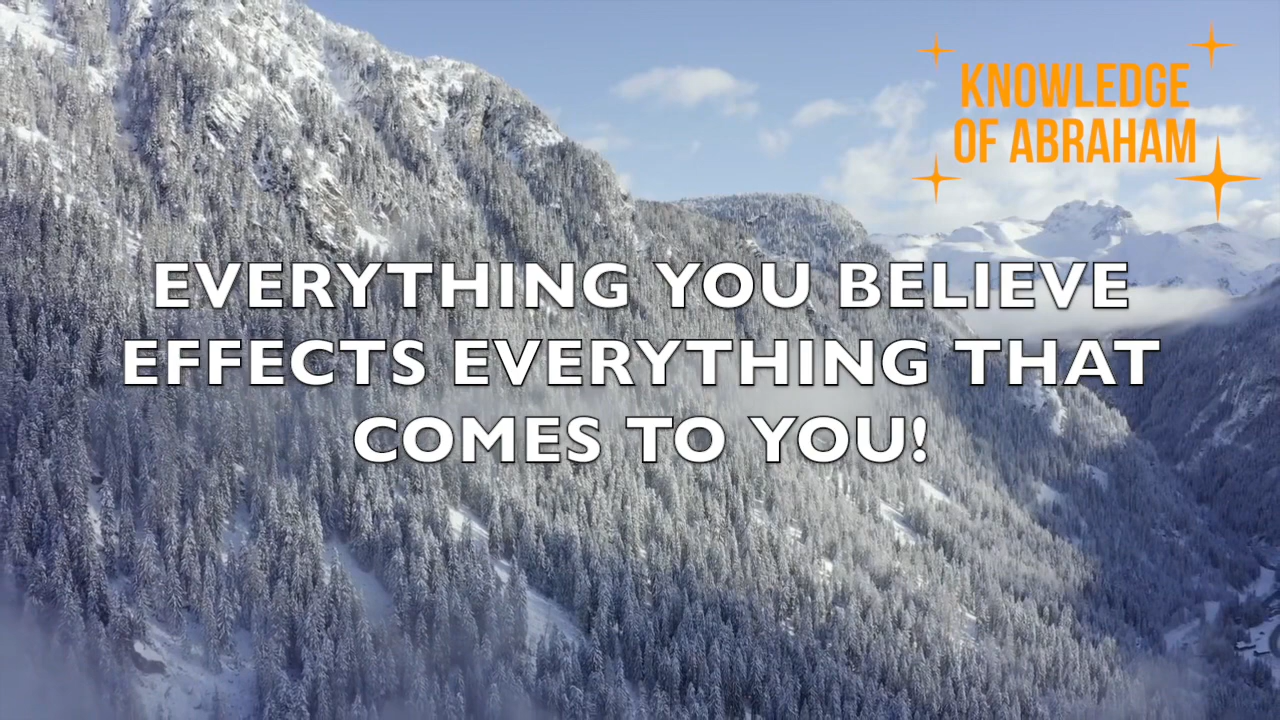 KNOWLEDGE
OF ABRAHAM
EVERYTHING YOU BELIEVE
EFFECTS EVERYTHING THAT
COMES TO YOU!